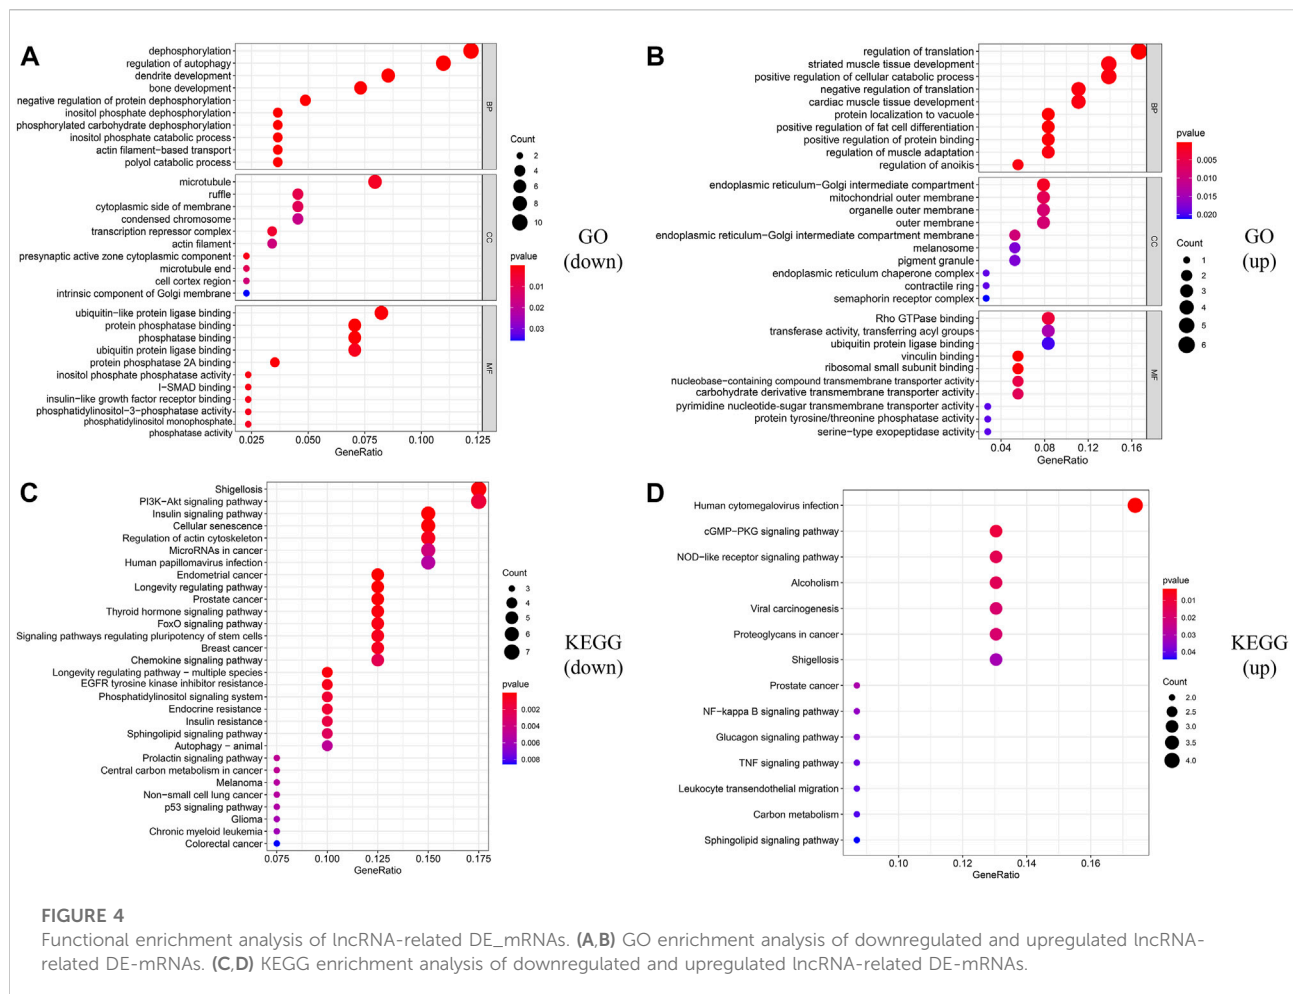 A
dephosphorylation
regulation of autophagy
dendrite development
bone development
negative regulation of protein dephosphorylation
inositol phosphate dephosphorylation
phosphorylated carbohydrate dephosphorylation
inositol phosphate catabolic process
actin filament−based transport
polyol catabolic process
BP
microtubule
ruffle
cytoplasmic side of membrane
condensed chromosome
transcription repressor complex
actin filament
presynaptic active zone cytoplasmic component
microtubule end
cell cortex region
intrinsic component of Golgi membrane
CC
ubiquitin−like protein ligand binding
protein phosphatase binding
phosphatase binding
ubiquitin protein ligase binding
protein phosphatase 2A binding
inositol phosphate phosphatase activity
I−SMAD binding
insulin−like growth factor receptor binding
phosphatidylinositol−3−phosphatase activity
phosphatidylinositol monophosphate
phosphatase activity
MF
0.025 0.050 0.075 0.100 0.125
GeneRatio
Count
2
4
6
8
10
pvalue
0.01
0.02
0.03
GO
(down)
B
regulation of translation
striated muscle tissue development
positive regulation of cellular catabolic process
negative regulation of translation
cardiac muscle tissue development
protein localization to vacuole
positive regulation of fat cell differentiation
positive regulation of protein binding
regulation of muscle adaptation
regulation of anoikis
BP
endoplasmic reticulum−Golgi intermediate compartment
mitochondrial outer membrane
organelle outer membrane
outer membrane
endoplasmic reticulum−Golgi intermediate compartment membrane
melanosome
pigment granule
endoplasmic reticulum chaperone complex
contractile ring
semaphorin receptor complex
CC
Rho GTPase binding
transferase activity, transferring acyl groups
ubiquitin protein ligase binding
vinculin binding
ribosomal small subunit binding
nucleobase−containing compound transmembrane transporter activity
carbohydrate derivative transmembrane transporter activity
pyrimidine nucleotide−sugar transmembrane transporter activity
protein tyrosine/threonine phosphatase activity
serine−type exopeptidase activity
MF
0.04 0.08 0.12 0.16
GeneRatio
pvalue
0.005
0.010
0.015
0.020
Count
1
2
3
4
5
6
GO
(up)
C
Shigellosis
PI3K−Akt signaling pathway
Insulin signaling pathway
Cellular senescence
Regulation of actin cytoskeleton
MicroRNAs in cancer
Human papillomavirus infection
Endometrial cancer
Longevity regulating pathway
Prostate cancer
Thyroid hormone signaling pathway
FoxO signaling pathway
Signaling pathways regulating pluripotency of stem cells
Breast cancer
Chemokine signaling pathway
Longevity regulating pathway − multiple species
EGFR tyrosine kinase inhibitor resistance
Phosphatidylinositol signaling system
Endocrine resistance
Insulin resistance
Sphingolipid signaling pathway
Autophagy − animal
Prolactin signaling pathway
Central carbon metabolism in cancer
Melanoma
Non−small cell lung cancer
p53 signaling pathway
Glioma
Chronic myeloid leukemia
Colorectal cancer
0.075 0.100 0.125 0.150 0.175
GeneRatio
Count
3
4
5
6
7
pvalue
0.002
0.004
0.006
0.008
KEGG
(down)
D
Human cytomegalovirus infection
cGMP−PKG signaling pathway
NOD−like receptor signaling pathway
Alcoholism
Viral carcinogenesis
Proteoglycans in cancer
Shigellosis
Prostate cancer
NF−kappa B signaling pathway
Glucagon signaling pathway
TNF signaling pathway
Leukocyte transendothelial migration
Carbon metabolism
Sphingolipid signaling pathway
0.10 0.12 0.14 0.16
GeneRatio
pvalue
0.01
0.02
0.03
0.04
Count
2.0
2.5
3.0
3.5
4.0
KEGG
(up)
FIGURE 4
Functional enrichment analysis of lncRNA-related DE_mRNAs. (A,B) GO enrichment analysis of downregulated and upregulated lncRNA-
related DE-mRNAs. (C,D) KEGG enrichment analysis of downregulated and upregulated lncRNA-related DE-mRNAs.